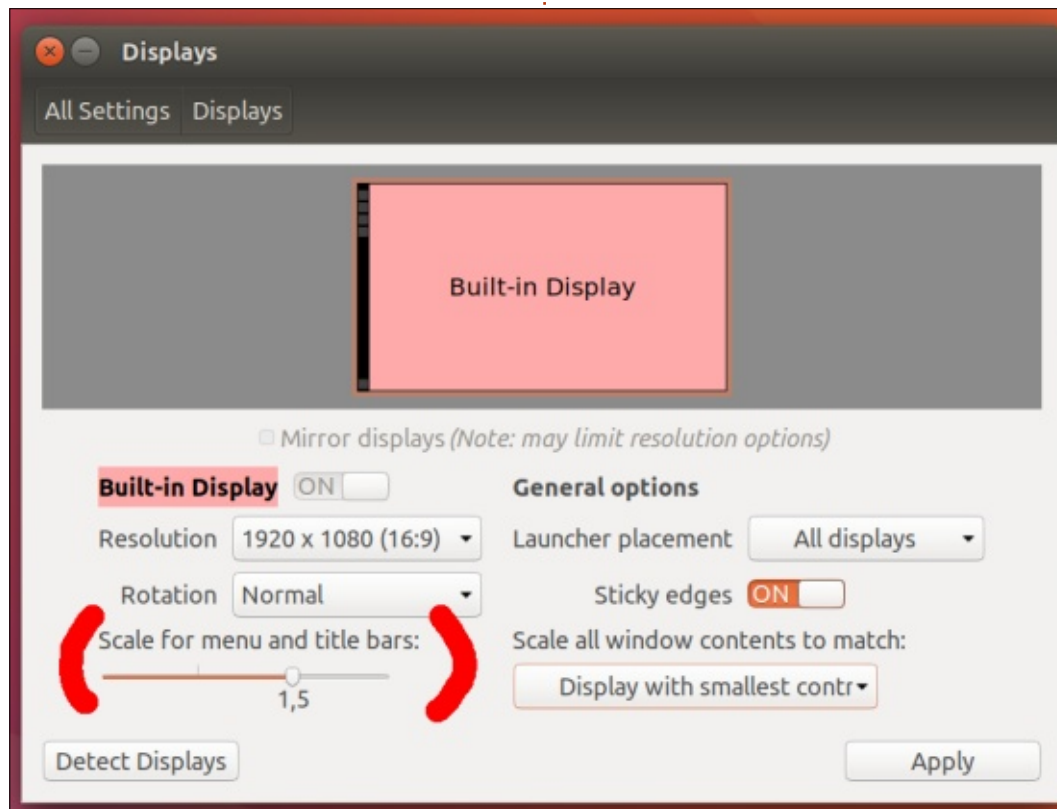 Displays
All Settings Displays
Built-in Display
Mirror displays (Note: may limit resolution options)
Built-in Display ON
General options
Resolution 1920 x 1080 (16:9)
Launcher placement All displays
Rotation Normal
Sticky edges ON
Scale for menu and title bars:
1,5
Scale all window contents to match:
Display with smallest contr
Detect Displays
Apply